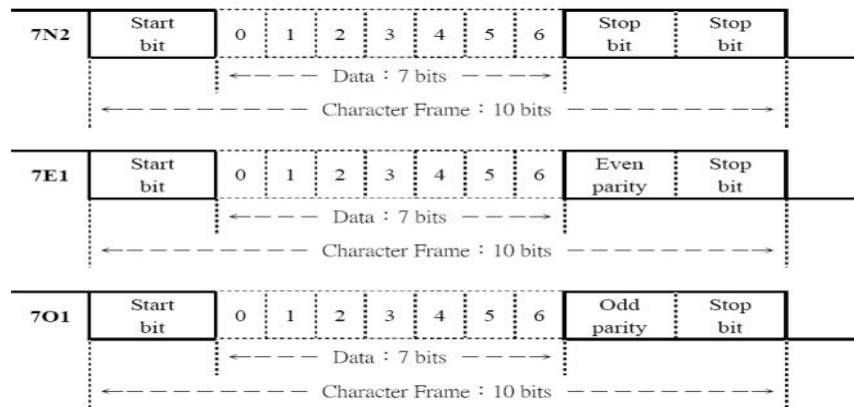 7N2 Start bit 0 1 2 3 4 5 6 Stop bit Stop bit
Data : 7 bits
Character Frame : 10 bits
7E1 Start bit 0 1 2 3 4 5 6 Even parity Stop bit
Data : 7 bits
Character Frame : 10 bits
7O1 Start bit 0 1 2 3 4 5 6 Odd parity Stop bit
Data : 7 bits
Character Frame : 10 bits